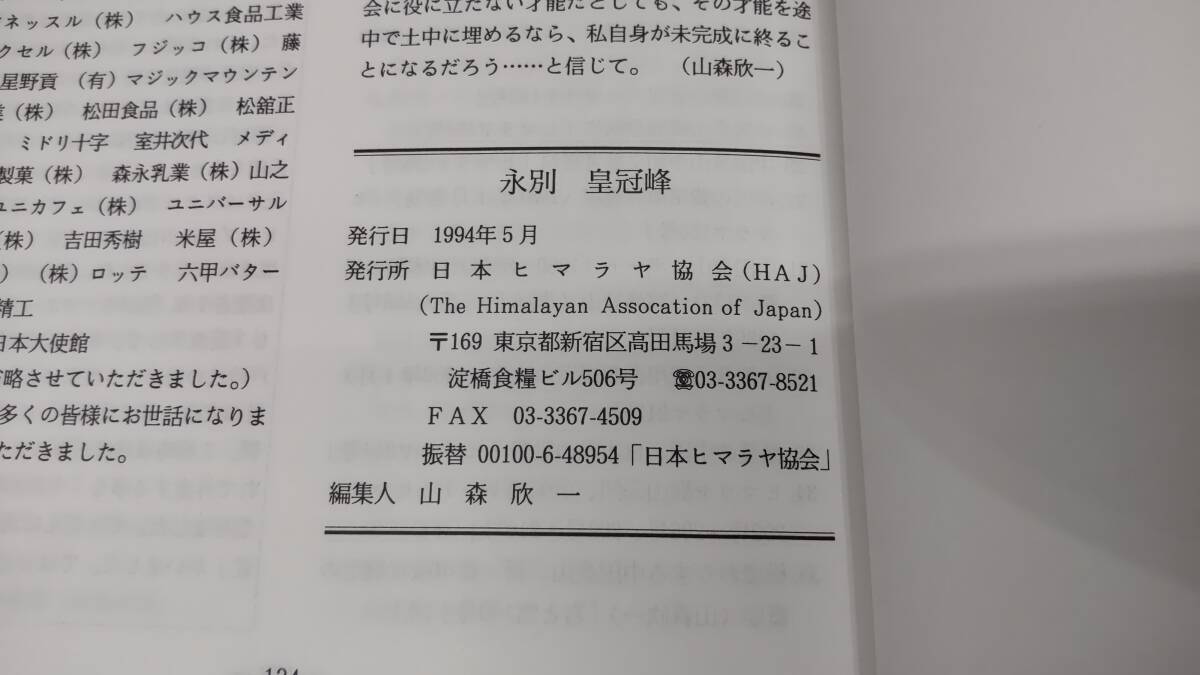 ネッスル（株） ハウス食品工業
クセル（株） フジッコ（株） 藤
星野貢 （有）マジックマウンテン
（株） 松田食品（株） 松舘正
ミドリ十字 室井次代 メディ
製菓（株） 森永乳業（株）山之
ユニカフェ（株） ユニバーサル
（株） 吉田秀樹 米屋（株）
） （株）ロッテ 六甲バター
精工
日本大使館
略させていただきました。）
多くの皆様にお世話になりま
ただきました。
会に役に立たない才能だとしても、その才能を途
中で土中に埋めるなら、私自身が未完成に終るこ
とになるだろう……と信じて。 （山森欣一）
永別 皇冠峰
発行日 1994年5月
発行所 日本ヒマラヤ協会（HAJ）
(The Himalayan Assocation of Japan)
〒169 東京都新宿区高田馬場3－23－1
淀橋食糧ビル506号 ☎03-3367-8521
FAX 03-3367-4509
振替 00100-6-48954「日本ヒマラヤ協会」
編集人 山森欣一